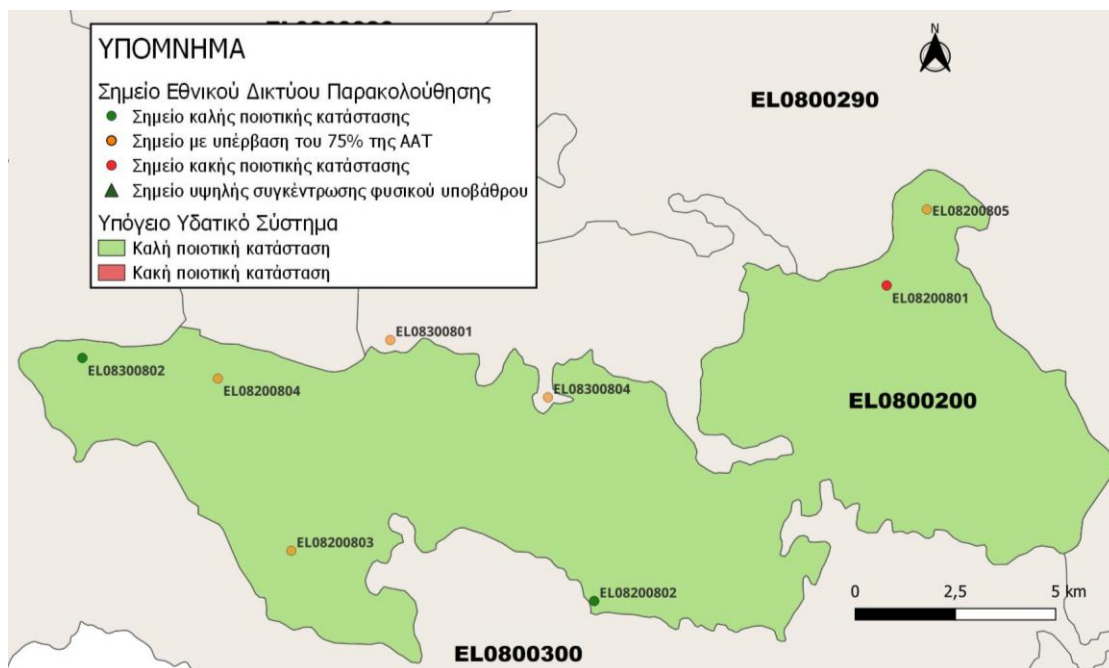 ΥΠΟΜΝΗΜΑ
Σημείο Εθνικού Δικτύου Παρακολούθησης
Σημείο καλής ποιοτικής κατάστασης
Σημείο με υπέρβαση του 75% της ΑΑΤ
Σημείο κακής ποιοτικής κατάστασης
Σημείο υψηλής συγκέντρωσης φυσικού υποβάθρου
Υπόγειο Υδατικό Σύστημα
Καλή ποιοτική κατάσταση
Κακή ποιοτική κατάσταση
N
EL0800290
EL08200805
EL08200801
EL08300801
EL08300802
EL08200804
EL08300804
EL0800200
EL08200803
EL08200802
0 2,5 5 km
EL0800300